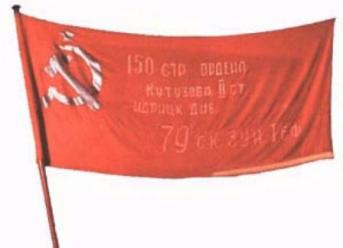 150 СТР. ОРДЕНА
КУТУЗОВА II СТ.
ИДРИЦК. ДИВ.
79 С.К. 3 У.А. 1 Б.Ф.